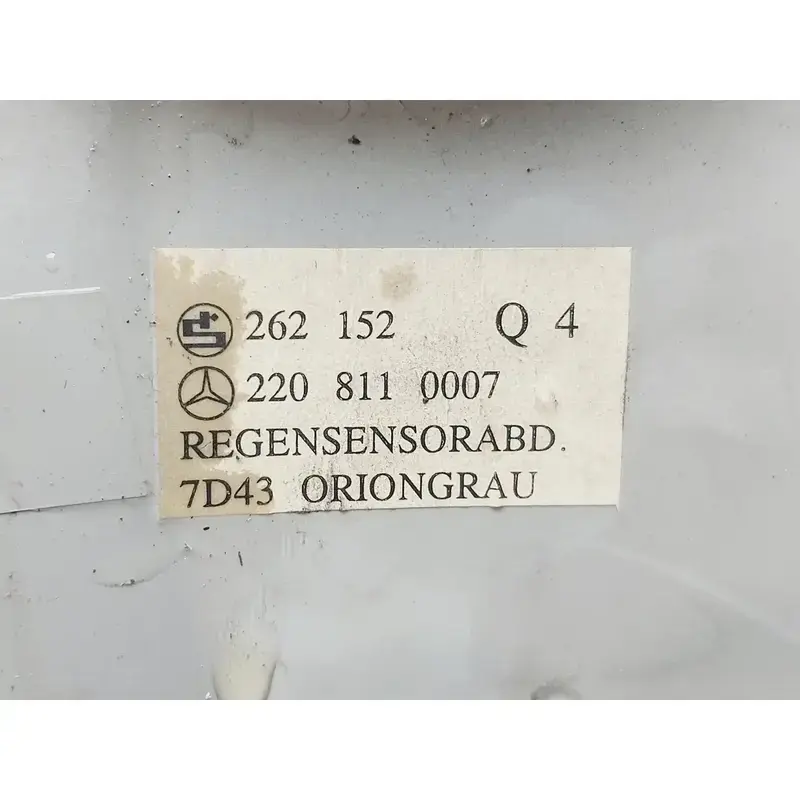 262 152 Q 4
220 811 0007
REGENSENSORABD.
7D43 ORIONGRAU